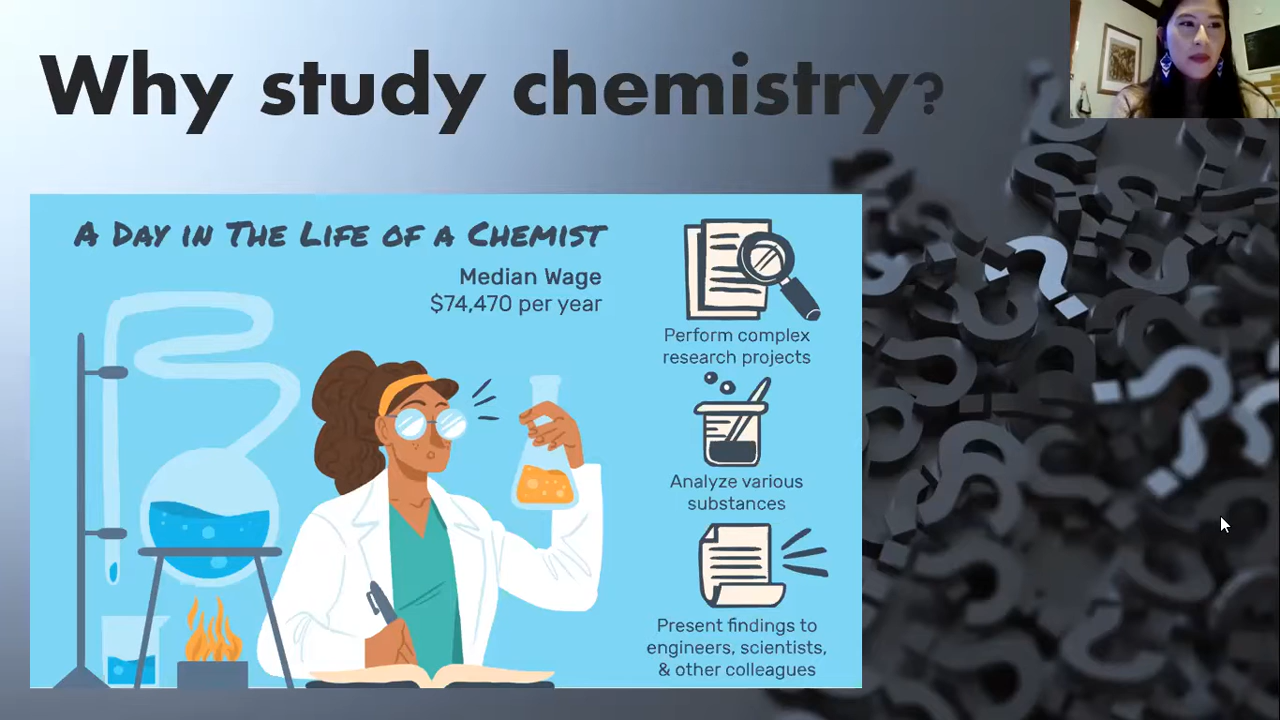 Why study chemistry?
A DAY IN THE LIFE OF A CHEMIST
Median Wage
$74,470 per year
Perform complex
research projects
Analyze various
substances
Present findings to
engineers, scientists,
& other colleagues